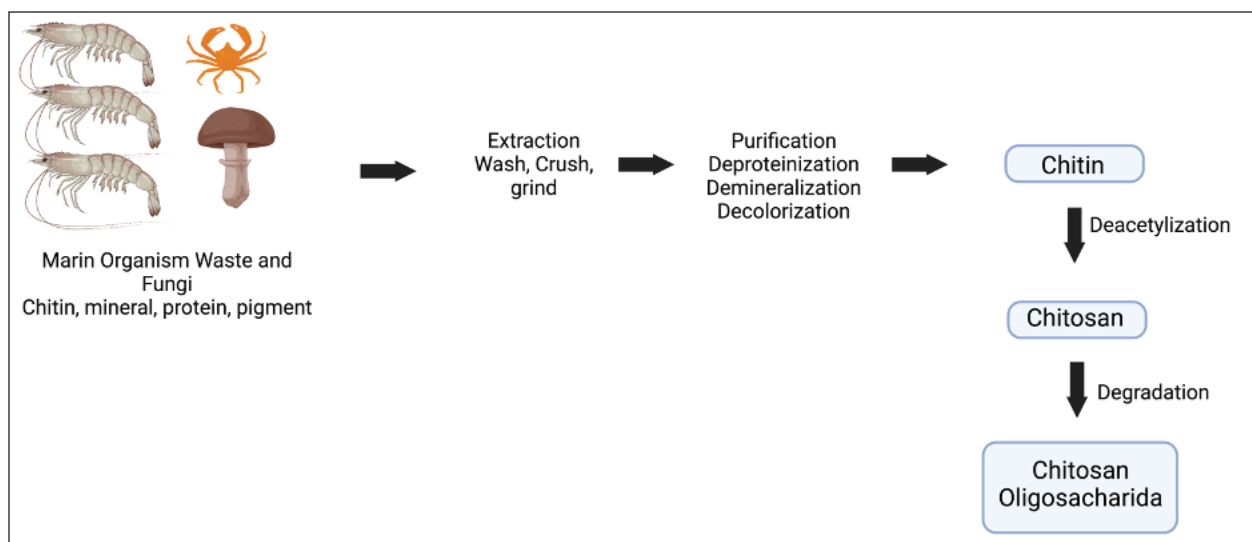 Marin Organism Waste and
Fungi
Chitin, mineral, protein, pigment
Extraction
Wash, Crush,
grind
Purification
Deproteinization
Demineralization
Decolorization
Chitin
Deacetylization
Chitosan
Degradation
Chitosan
Oligosacharida